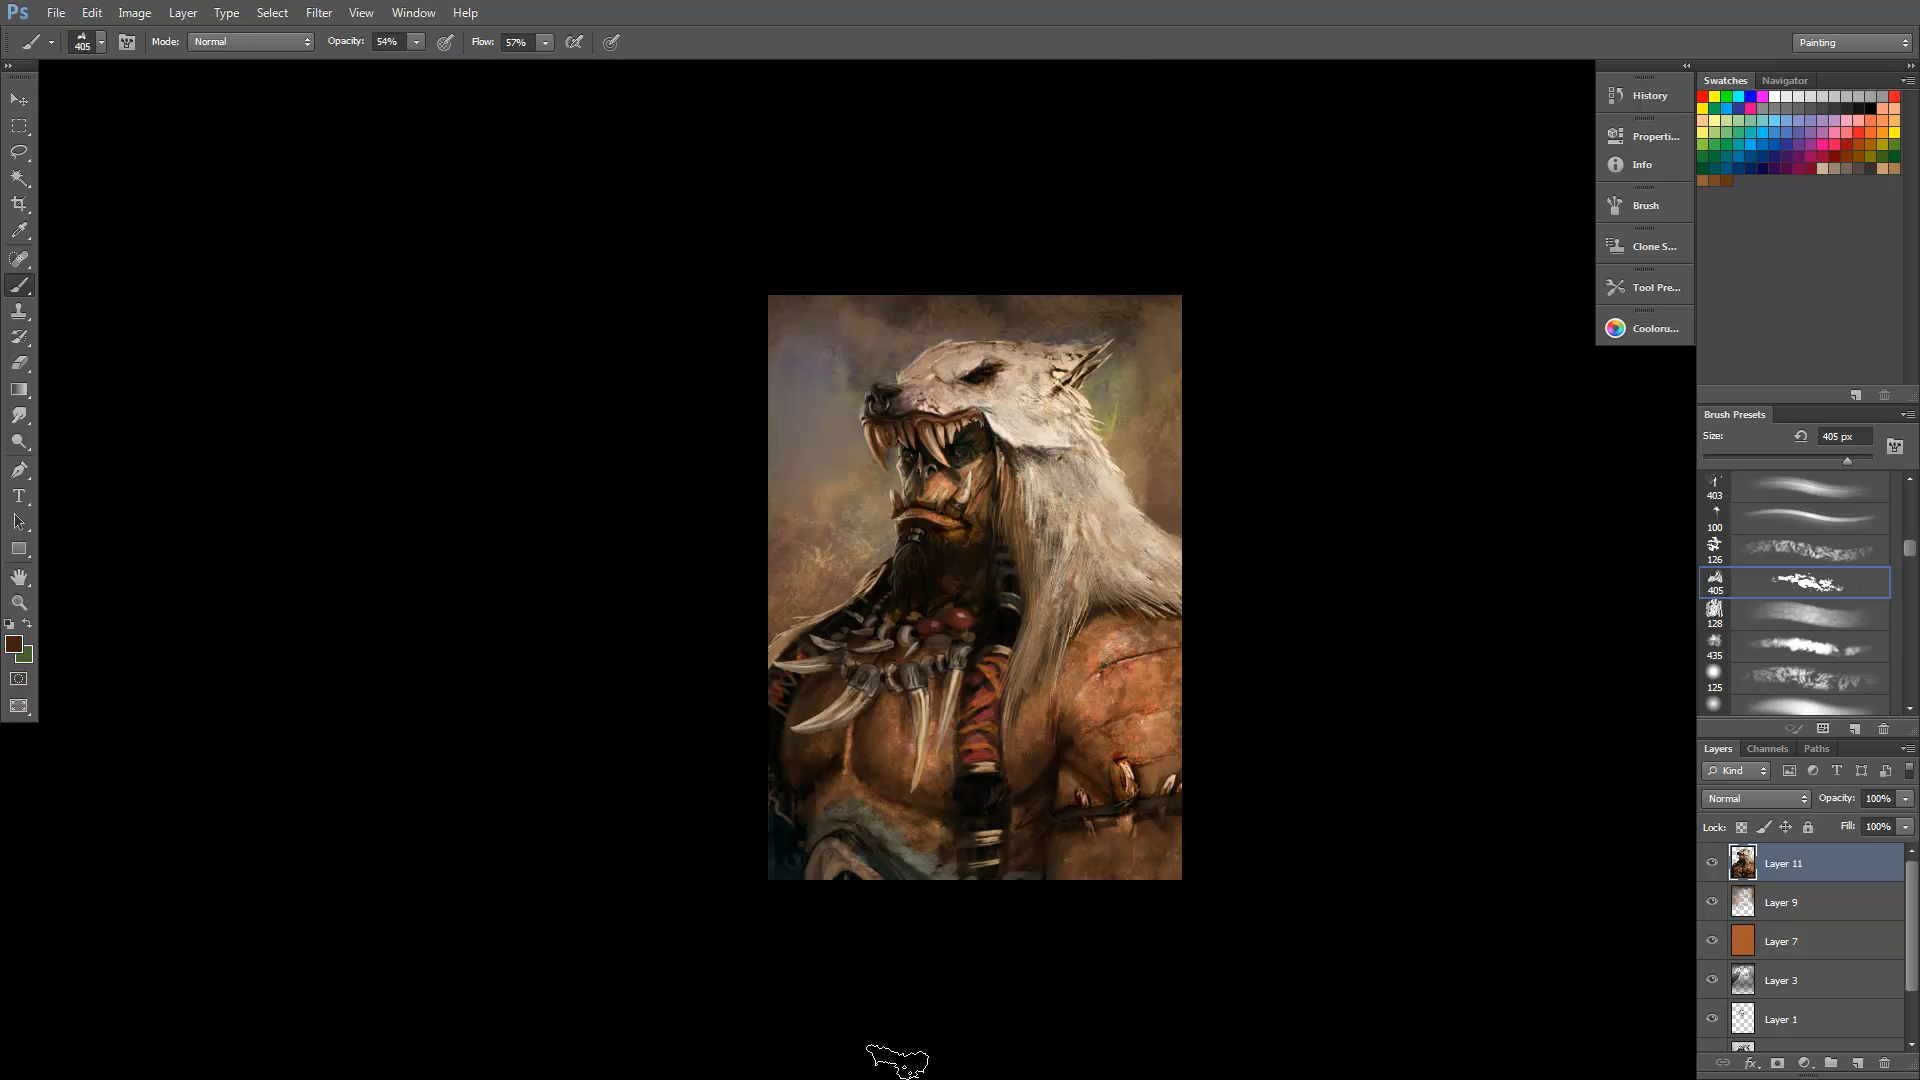 Ps File Edit Image Layer Type Select Filter View Window Help
405 Mode: Normal Opacity: 54% Flow: 57% Painting
History
Properti...
Info
Brush
Clone S...
Tool Pre...
Cooloru...
Swatches Navigator
Brush Presets
Size: 405 px
403
100
126
405
128
435
125
Layers Channels Paths
Kind T
Normal Opacity: 100%
Lock: Fill: 100%
Layer 11
Layer 9
Layer 7
Layer 3
Layer 1
fx